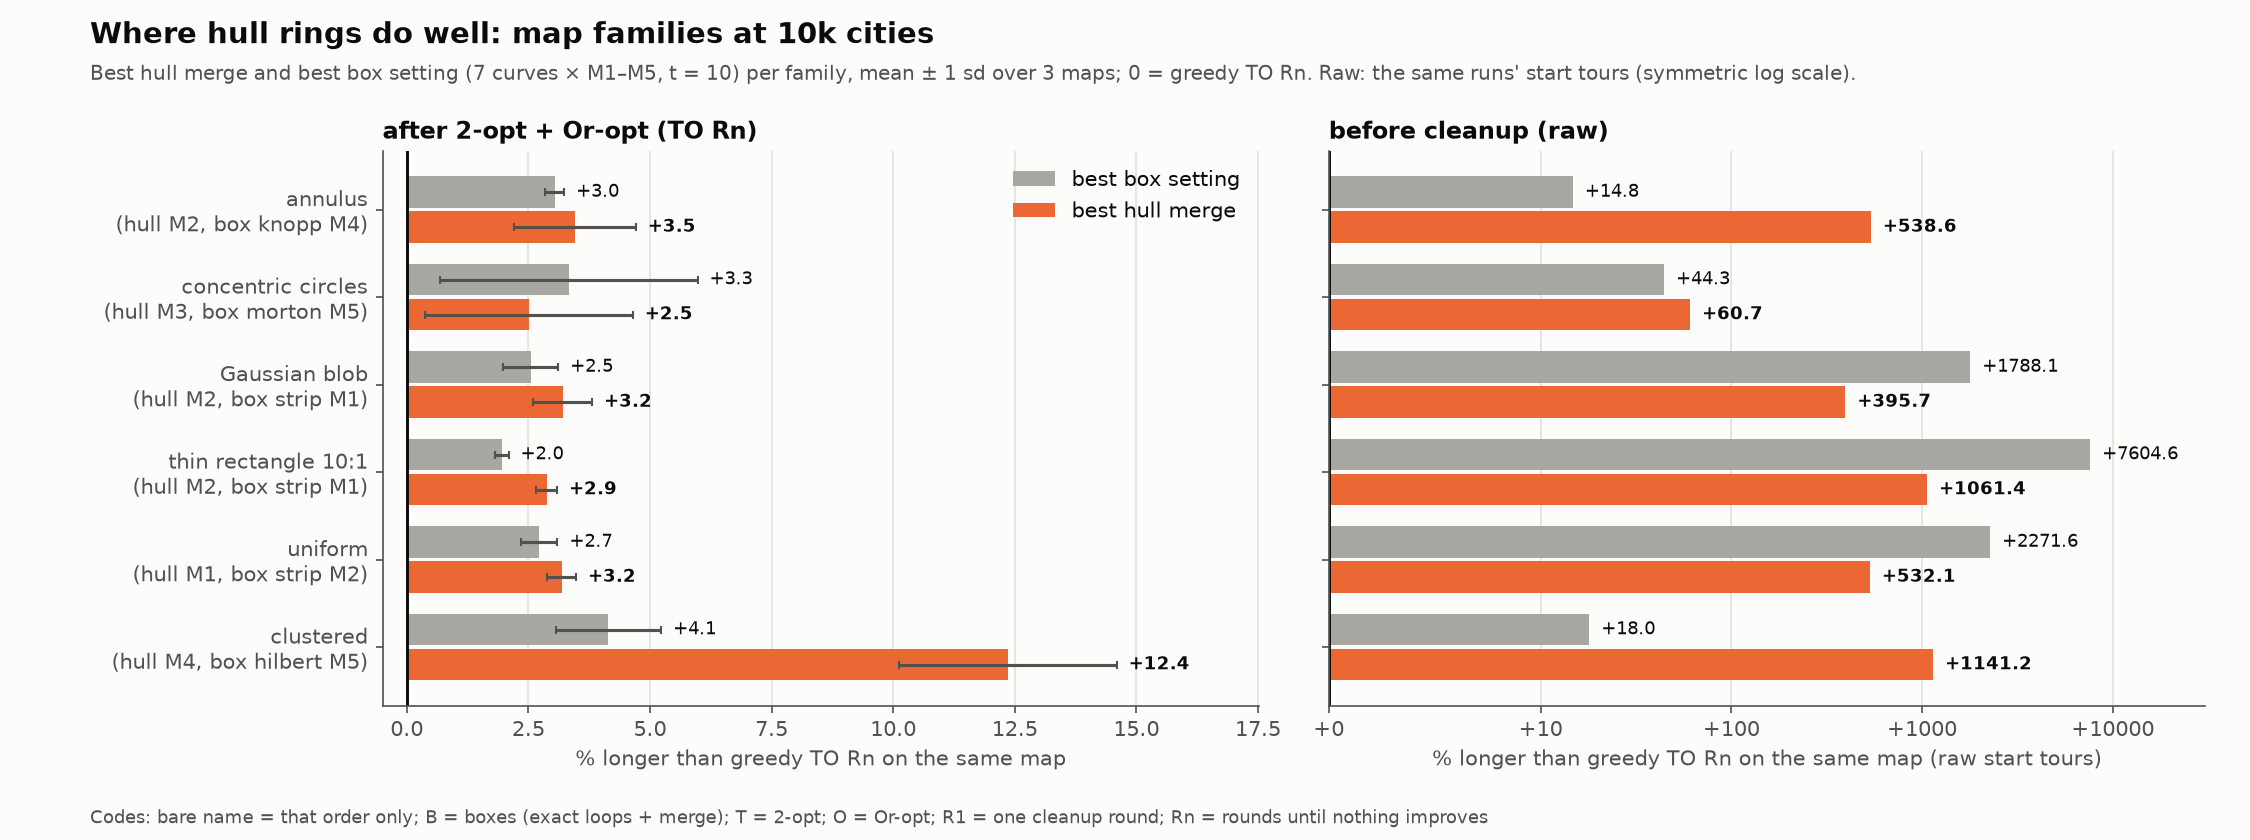 Where hull rings do well: map families at 10k cities
Best hull merge and best box setting (7 curves × M1–M5, t = 10) per family, mean ± 1 sd over 3 maps; 0 = greedy TO Rn. Raw: the same runs' start tours (symmetric log scale).
after 2-opt + Or-opt (TO Rn)
best box setting
best hull merge
annulus
(hull M2, box knopp M4)
+3.0
+3.5
concentric circles
(hull M3, box morton M5)
+3.3
+2.5
Gaussian blob
(hull M2, box strip M1)
+2.5
+3.2
thin rectangle 10:1
(hull M2, box strip M1)
+2.0
+2.9
uniform
(hull M1, box strip M2)
+2.7
+3.2
clustered
(hull M4, box hilbert M5)
+4.1
+12.4
0.0 2.5 5.0 7.5 10.0 12.5 15.0 17.5
% longer than greedy TO Rn on the same map
before cleanup (raw)
+14.8
+538.6
+44.3
+60.7
+1788.1
+395.7
+7604.6
+1061.4
+2271.6
+532.1
+18.0
+1141.2
+0 +10 +100 +1000 +10000
% longer than greedy TO Rn on the same map (raw start tours)
Codes: bare name = that order only; B = boxes (exact loops + merge); T = 2-opt; O = Or-opt; R1 = one cleanup round; Rn = rounds until nothing improves